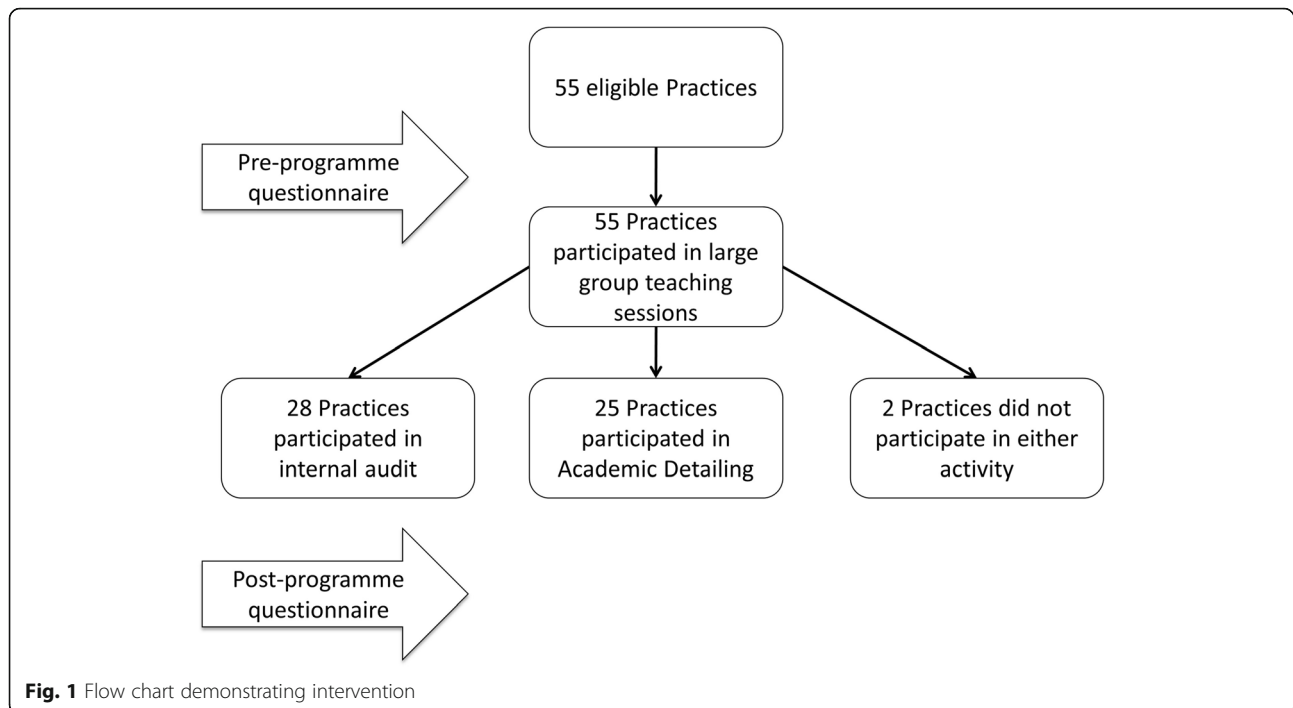 55 eligible Practices
Pre-programme
questionnaire
55 Practices
participated in large
group teaching
sessions
28 Practices
participated in
internal audit
25 Practices
participated in
Academic Detailing
2 Practices did not
participate in either
activity
Post-programme
questionnaire
Fig. 1 Flow chart demonstrating intervention